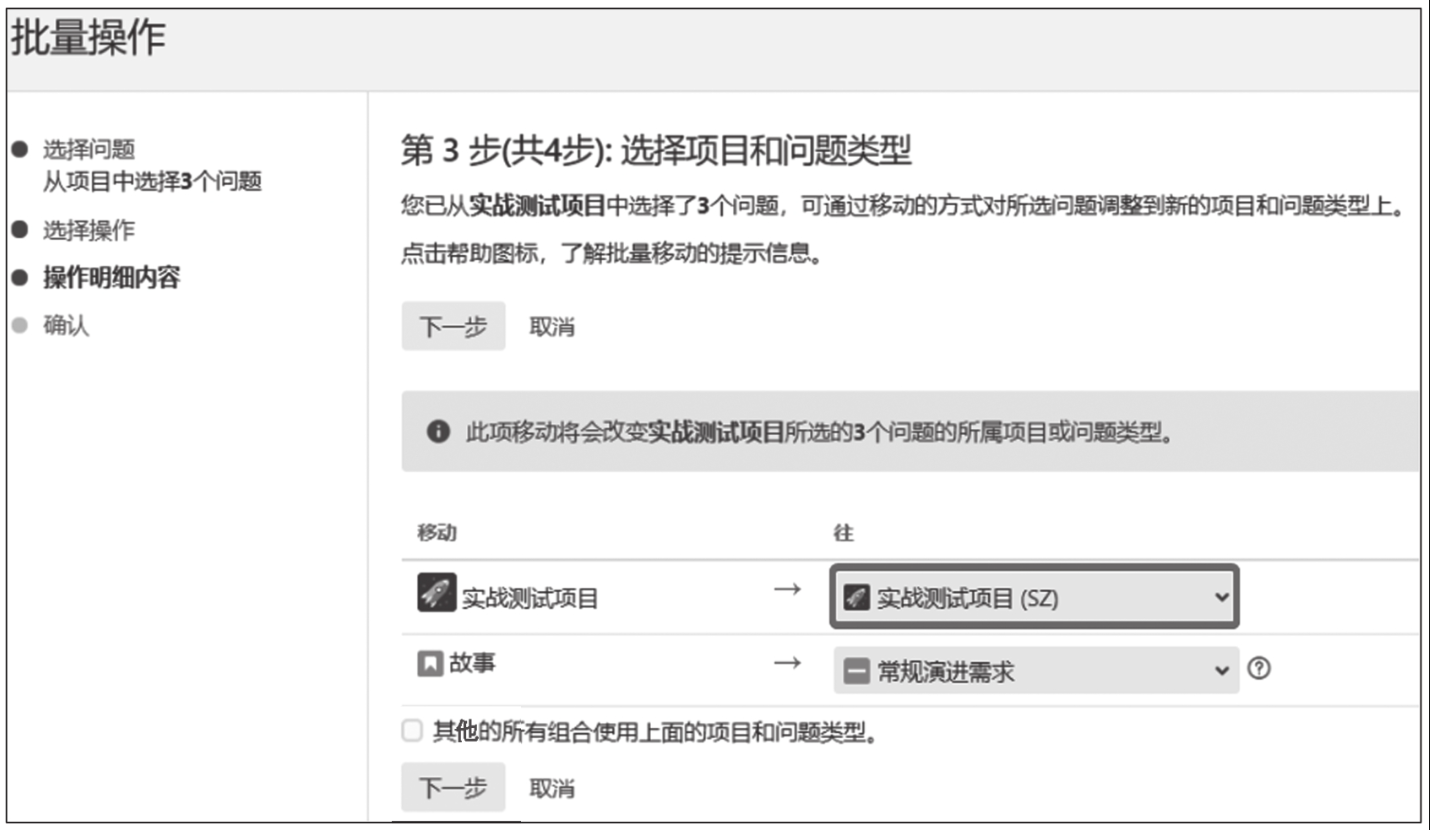 批量操作
选择问题
从项目中选择3个问题
选择操作
操作明细内容
确认
第 3 步(共4步): 选择项目和问题类型
您已从实战测试项目中选择了3个问题，可通过移动的方式对所选问题调整到新的项目和问题类型上。
点击帮助图标，了解批量移动的提示信息。
下一步 取消
此项移动将会改变实战测试项目所选的3个问题的所属项目或问题类型。
移动 往
实战测试项目 → 实战测试项目 (SZ)
故事 → 常规演进需求
其他的所有组合使用上面的项目和问题类型。
下一步 取消